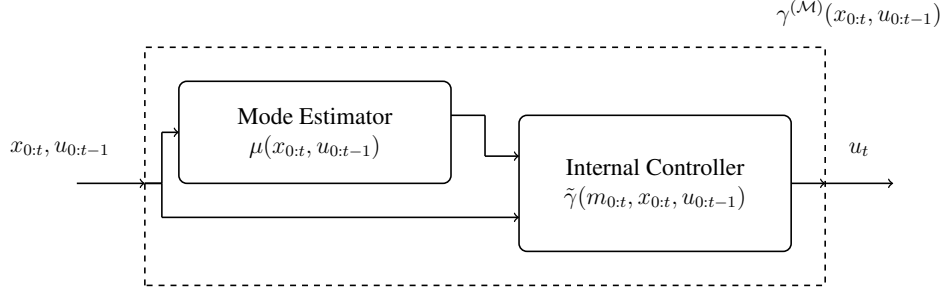 γ^{(ℳ)}(x_{0:t}, u_{0:t−1})
Mode Estimator
μ(x_{0:t}, u_{0:t−1})
x_{0:t}, u_{0:t−1}
Internal Controller
γ̃(m_{0:t}, x_{0:t}, u_{0:t−1})
u_t